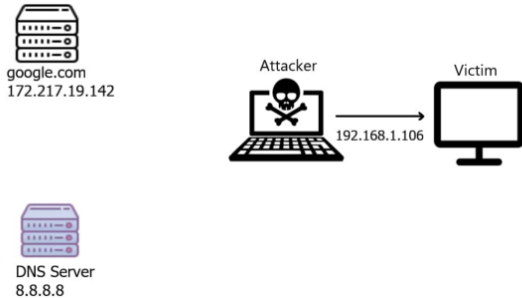 google.com
172.217.19.142
Attacker
Victim
192.168.1.106
DNS Server
8.8.8.8